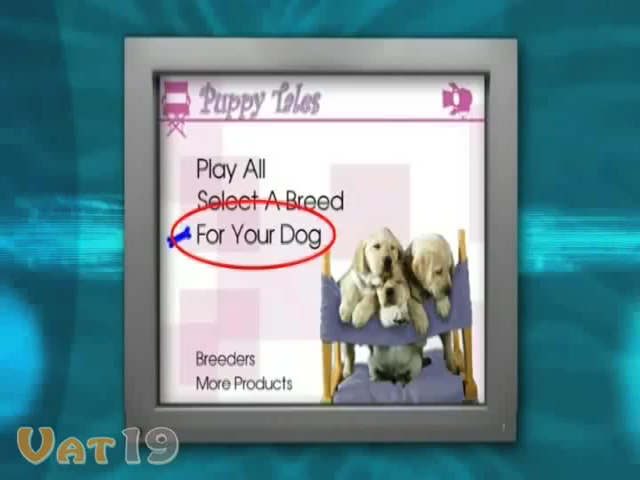 Puppy Tales
Play All
Select A Breed
For Your Dog
Breeders
More Products
Vat19